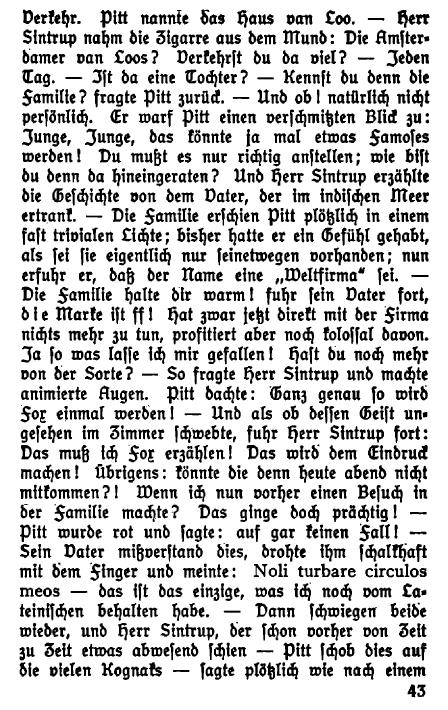 Verkehr. Pitt nannte das Haus van Loo. — Herr
Sintrup nahm die Zigarre aus dem Mund: Die Amster-
damer van Loos? Verkehrst du da viel? — Jeden
Tag. — Ist da eine Tochter? — Kennst du denn die
Familie? fragte Pitt zurück. — Und ob! natürlich nicht
persönlich. Er warf Pitt einen verschmitzten Blick zu:
Junge, Junge, das könnte ja mal etwas Famoses
werden! Du mußt es nur richtig anstellen; wie bist
du denn da hineingeraten? Und Herr Sintrup erzählte
die Geschichte von dem Vater, der im indischen Meer
ertrank. — Die Familie erschien Pitt plötzlich in einem
fast trivialen Lichte; bisher hatte er ein Gefühl gehabt,
als sei sie eigentlich nur seinetwegen vorhanden; nun
erfuhr er, daß der Name eine „Weltfirma“ sei. —
Die Familie halte dir warm! fuhr sein Vater fort,
die Marke ist ff! Hat zwar jetzt direkt mit der Firma
nichts mehr zu tun, profitiert aber noch kolossal davon.
Ja so was lasse ich mir gefallen! Hast du noch mehr
von der Sorte? — So fragte Herr Sintrup und machte
animierte Augen. Pitt dachte: Ganz genau so wird
Fox einmal werden! — Und als ob dessen Geist un-
gesehen im Zimmer schwebte, fuhr Herr Sintrup fort:
Das muß ich Fox erzählen! Das wird dem Eindruck
machen! Übrigens: könnte die denn heute abend nicht
mitkommen?! Wenn ich nun vorher einen Besuch in
der Familie machte? Das ginge doch prächtig! —
Pitt wurde rot und sagte: auf gar keinen Fall! —
Sein Vater mißverstand dies, drohte ihm schalkhaft
mit dem Finger und meinte: Noli turbare circulos
meos — das ist das einzige, was ich noch vom La-
teinischen behalten habe. — Dann schwiegen beide
wieder, und Herr Sintrup, der schon vorher von Zeit
zu Zeit etwas abwesend schien — Pitt schob dies auf
die vielen Kognaks — sagte plötzlich wie nach einem
43